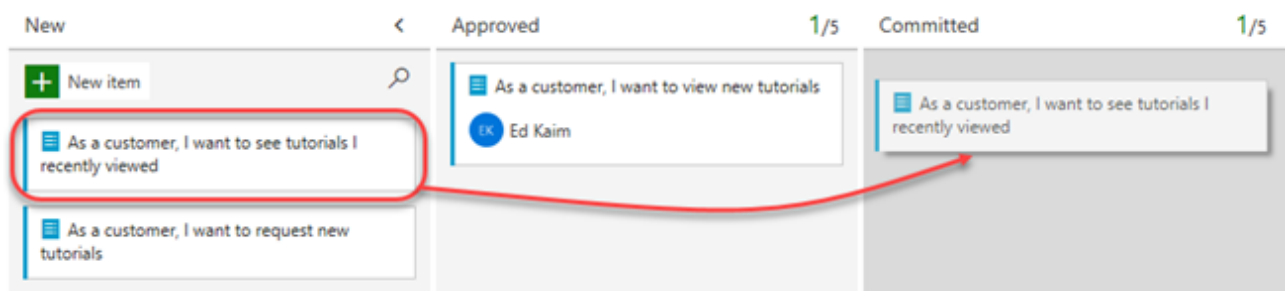 New
<
Approved
1/5
Committed
1/5
New item
As a customer, I want to see tutorials I
recently viewed
As a customer, I want to request new
tutorials
As a customer, I want to view new tutorials
EK Ed Kaim
As a customer, I want to see tutorials I
recently viewed